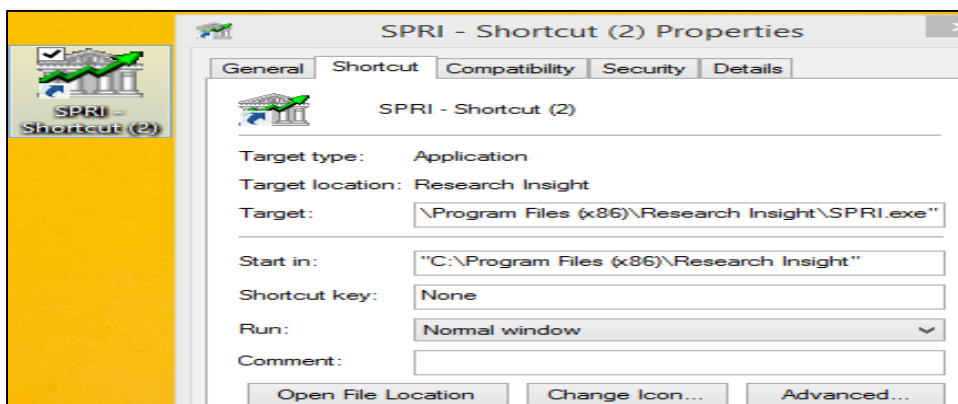 SPRI - Shortcut (2) Properties
SPRI -
Shortcut (2)
General Shortcut Compatibility Security Details
SPRI - Shortcut (2)
Target type: Application
Target location: Research Insight
Target: \Program Files (x86)\Research Insight\SPRI.exe"
Start in: "C:\Program Files (x86)\Research Insight"
Shortcut key: None
Run: Normal window
Comment:
Open File Location Change Icon... Advanced...